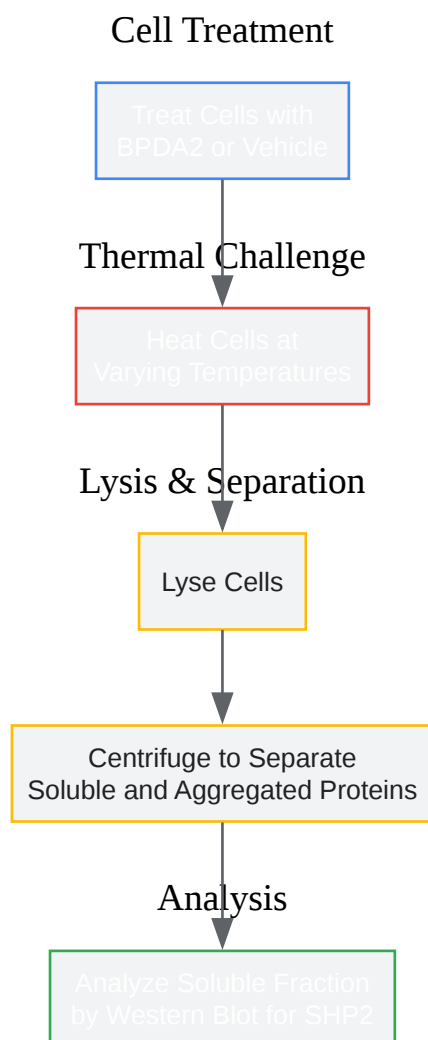 Cell Treatment
Treat Cells with
BPDA2 or Vehicle
Thermal Challenge
Heat Cells at
Varying Temperatures
Lysis & Separation
Lyse Cells
Centrifuge to Separate
Soluble and Aggregated Proteins
Analysis
Analyze Soluble Fraction
by Western Blot for SHP2